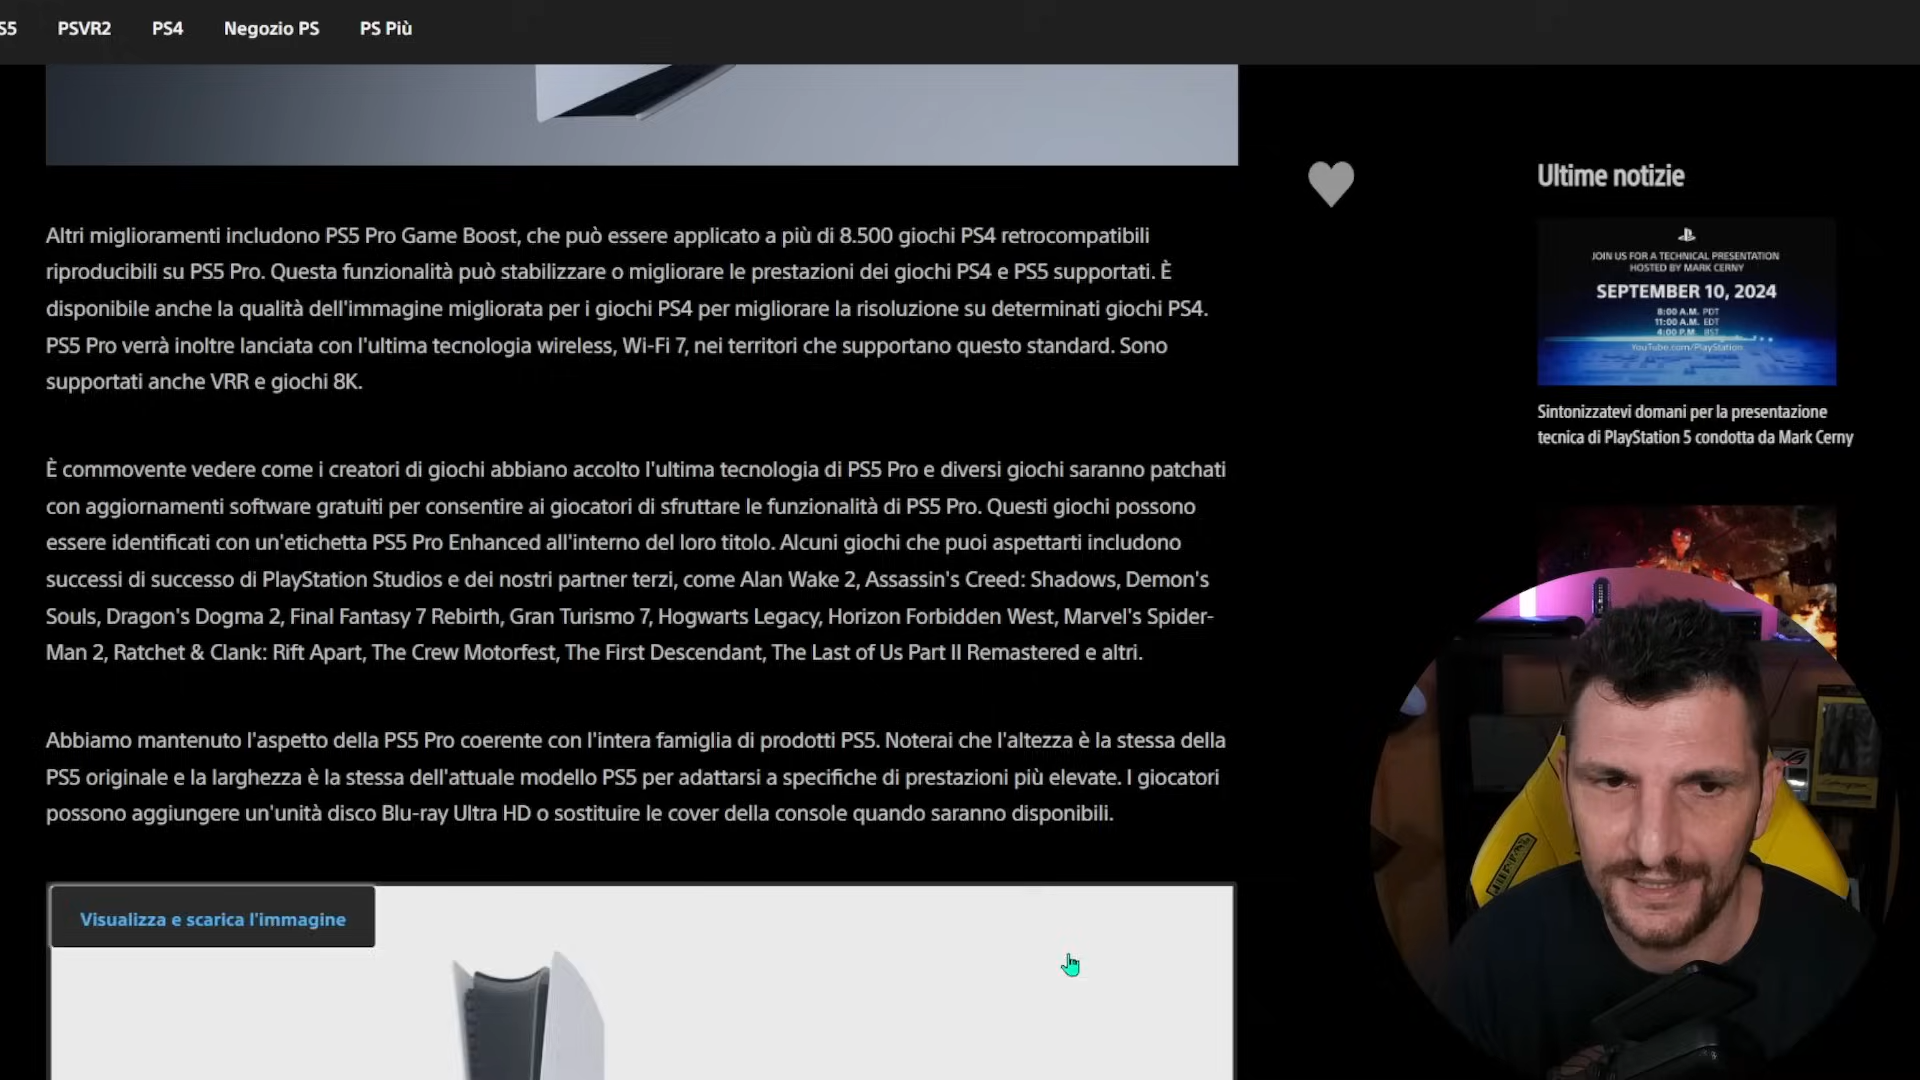 S5 PSVR2 PS4 Negozio PS PS Più
Altri miglioramenti includono PS5 Pro Game Boost, che può essere applicato a più di 8.500 giochi PS4 retrocompatibili
riproducibili su PS5 Pro. Questa funzionalità può stabilizzare o migliorare le prestazioni dei giochi PS4 e PS5 supportati. È
disponibile anche la qualità dell'immagine migliorata per i giochi PS4 per migliorare la risoluzione su determinati giochi PS4.
PS5 Pro verrà inoltre lanciata con l'ultima tecnologia wireless, Wi-Fi 7, nei territori che supportano questo standard. Sono
supportati anche VRR e giochi 8K.
È commovente vedere come i creatori di giochi abbiano accolto l'ultima tecnologia di PS5 Pro e diversi giochi saranno patchati
con aggiornamenti software gratuiti per consentire ai giocatori di sfruttare le funzionalità di PS5 Pro. Questi giochi possono
essere identificati con un'etichetta PS5 Pro Enhanced all'interno del loro titolo. Alcuni giochi che puoi aspettarti includono
successi di successo di PlayStation Studios e dei nostri partner terzi, come Alan Wake 2, Assassin's Creed: Shadows, Demon's
Souls, Dragon's Dogma 2, Final Fantasy 7 Rebirth, Gran Turismo 7, Hogwarts Legacy, Horizon Forbidden West, Marvel's Spider-
Man 2, Ratchet & Clank: Rift Apart, The Crew Motorfest, The First Descendant, The Last of Us Part II Remastered e altri.
Abbiamo mantenuto l'aspetto della PS5 Pro coerente con l'intera famiglia di prodotti PS5. Noterai che l'altezza è la stessa della
PS5 originale e la larghezza è la stessa dell'attuale modello PS5 per adattarsi a specifiche di prestazioni più elevate. I giocatori
possono aggiungere un'unità disco Blu-ray Ultra HD o sostituire le cover della console quando saranno disponibili.
Visualizza e scarica l'immagine
Ultime notizie
JOIN US FOR A TECHNICAL PRESENTATION
HOSTED BY MARK CERNY
SEPTEMBER 10, 2024
8:00 A.M. PDT
11:00 A.M. EDT
4:00 P.M. BST
YouTube.com/PlayStation
Sintonizzatevi domani per la presentazione
tecnica di PlayStation 5 condotta da Mark Cerny